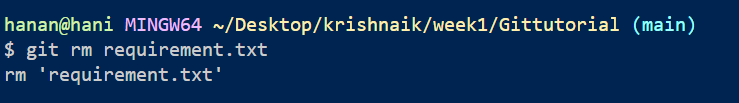 hanan@hani MINGW64 ~/Desktop/krishnaik/week1/Gittutorial (main)
$ git rm requirement.txt
rm 'requirement.txt'